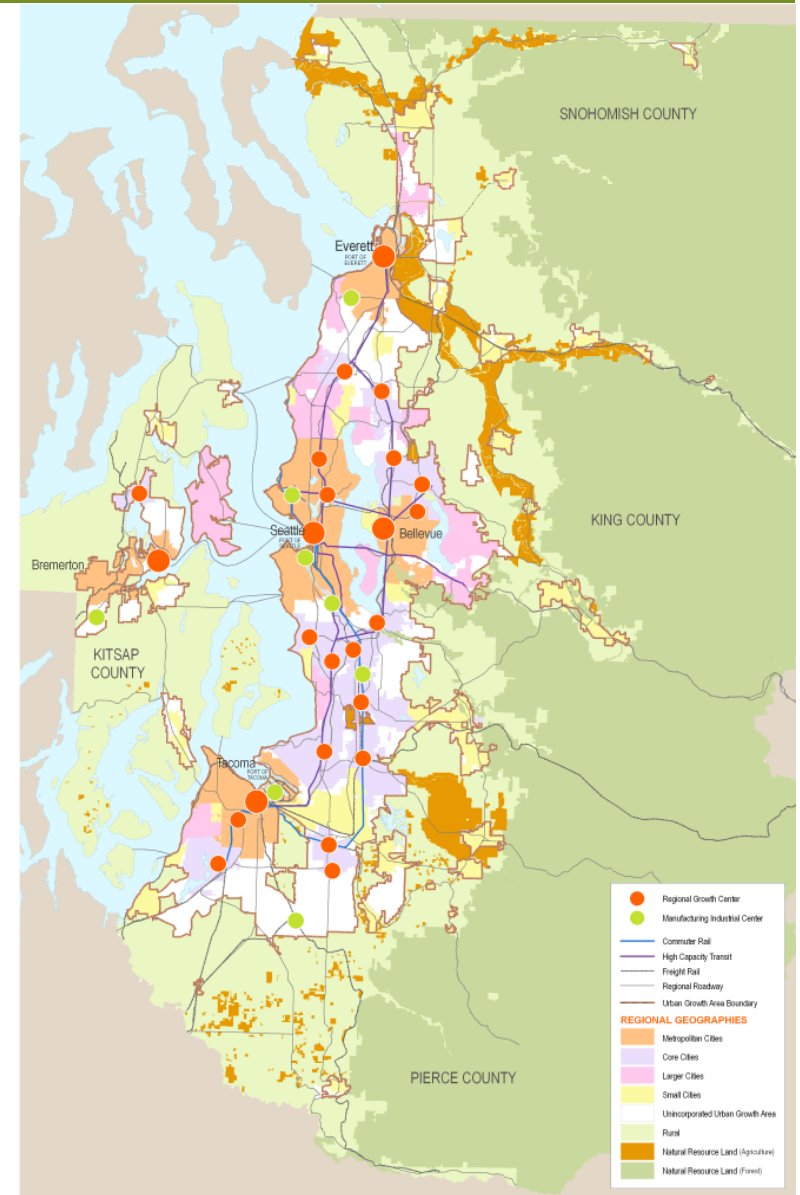 SNOHOMISH COUNTY
Everett
PORT OF
EVERETT
KING COUNTY
Seattle
PORT OF
SEATTLE
Bellevue
Bremerton
KITSAP
COUNTY
Tacoma
PORT OF
TACOMA
PIERCE COUNTY
Regional Growth Center
Manufacturing Industrial Center
Commuter Rail
High Capacity Transit
Freight Rail
Regional Roadway
Urban Growth Area Boundary
REGIONAL GEOGRAPHIES
Metropolitan Cities
Core Cities
Larger Cities
Small Cities
Unincorporated Urban Growth Area
Rural
Natural Resource Land (Agriculture)
Natural Resource Land (Forest)